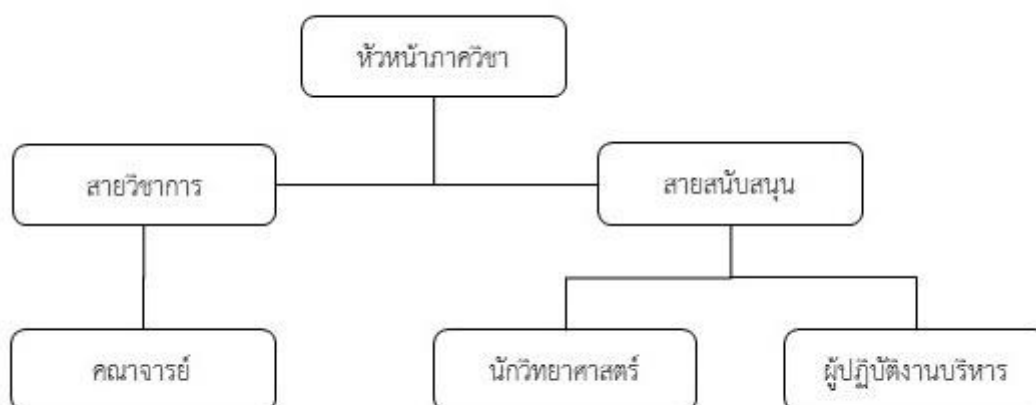 หัวหน้าภาควิชา
สายวิชาการ
สายสนับสนุน
คณาจารย์
นักวิทยาศาสตร์
ผู้ปฏิบัติงานบริหาร